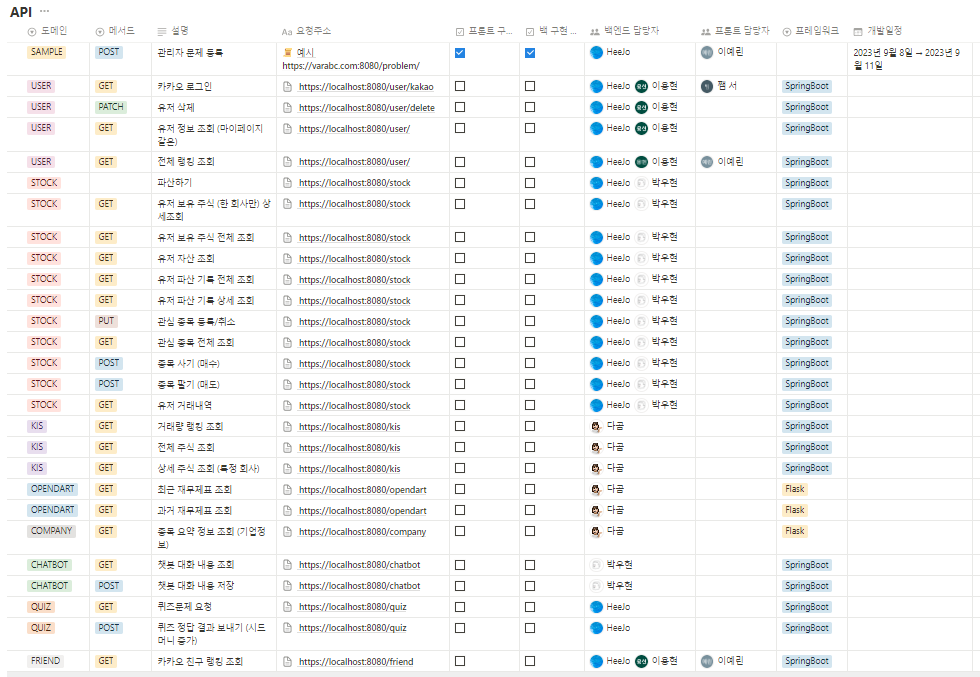 API ...
도메인 메서드 설명 Aa 요청주소 프론트 구... 백 구현 ... 백엔드 담당자 프론트 담당자 프레임워크 개발일정
SAMPLE POST 관리자 문제 등록 예시 HeeJo 이예린 2023년 9월 8일 → 2023년 9
https://varabc.com:8080/problem/ 월 11일
USER GET 카카오 로그인 https://localhost:8080/user/kakao HeeJo 이용현 쨈 서 SpringBoot
USER PATCH 유저 삭제 https://localhost:8080/user/delete HeeJo 이용현 SpringBoot
USER GET 유저 정보 조회 (마이페이지 https://localhost:8080/user/ HeeJo 이용현 SpringBoot
같은)
USER GET 전체 랭킹 조회 https://localhost:8080/user/ HeeJo 이용현 이예린 SpringBoot
STOCK 파산하기 https://localhost:8080/stock HeeJo 박우현 SpringBoot
STOCK GET 유저 보유 주식 (한 회사만) 상 https://localhost:8080/stock HeeJo 박우현 SpringBoot
세조회
STOCK GET 유저 보유 주식 전체 조회 https://localhost:8080/stock HeeJo 박우현 SpringBoot
STOCK GET 유저 자산 조회 https://localhost:8080/stock HeeJo 박우현 SpringBoot
STOCK GET 유저 파산 기록 전체 조회 https://localhost:8080/stock HeeJo 박우현 SpringBoot
STOCK GET 유저 파산 기록 상세 조회 https://localhost:8080/stock HeeJo 박우현 SpringBoot
STOCK PUT 관심 종목 등록/취소 https://localhost:8080/stock HeeJo 박우현 SpringBoot
STOCK GET 관심 종목 전체 조회 https://localhost:8080/stock HeeJo 박우현 SpringBoot
STOCK POST 종목 사기 (매수) https://localhost:8080/stock HeeJo 박우현 SpringBoot
STOCK POST 종목 팔기 (매도) https://localhost:8080/stock HeeJo 박우현 SpringBoot
STOCK GET 유저 거래내역 https://localhost:8080/stock HeeJo 박우현 SpringBoot
KIS GET 거래량 랭킹 조회 https://localhost:8080/kis 다곰 SpringBoot
KIS GET 전체 주식 조회 https://localhost:8080/kis 다곰 SpringBoot
KIS GET 상세 주식 조회 (특정 회사) https://localhost:8080/kis 다곰 SpringBoot
OPENDART GET 최근 재무제표 조회 https://localhost:8080/opendart 다곰 Flask
OPENDART GET 과거 재무제표 조회 https://localhost:8080/opendart 다곰 Flask
COMPANY GET 종목 요약 정보 조회 (기업정 https://localhost:8080/company 다곰 Flask
보)
CHATBOT GET 챗봇 대화 내용 조회 https://localhost:8080/chatbot 박우현 SpringBoot
CHATBOT POST 챗봇 대화 내용 저장 https://localhost:8080/chatbot 박우현 SpringBoot
QUIZ GET 퀴즈문제 요청 https://localhost:8080/quiz HeeJo SpringBoot
QUIZ POST 퀴즈 정답 결과 보내기 (시드 https://localhost:8080/quiz HeeJo SpringBoot
머니 증가)
FRIEND GET 카카오 친구 랭킹 조회 https://localhost:8080/friend HeeJo 이용현 이예린 SpringBoot